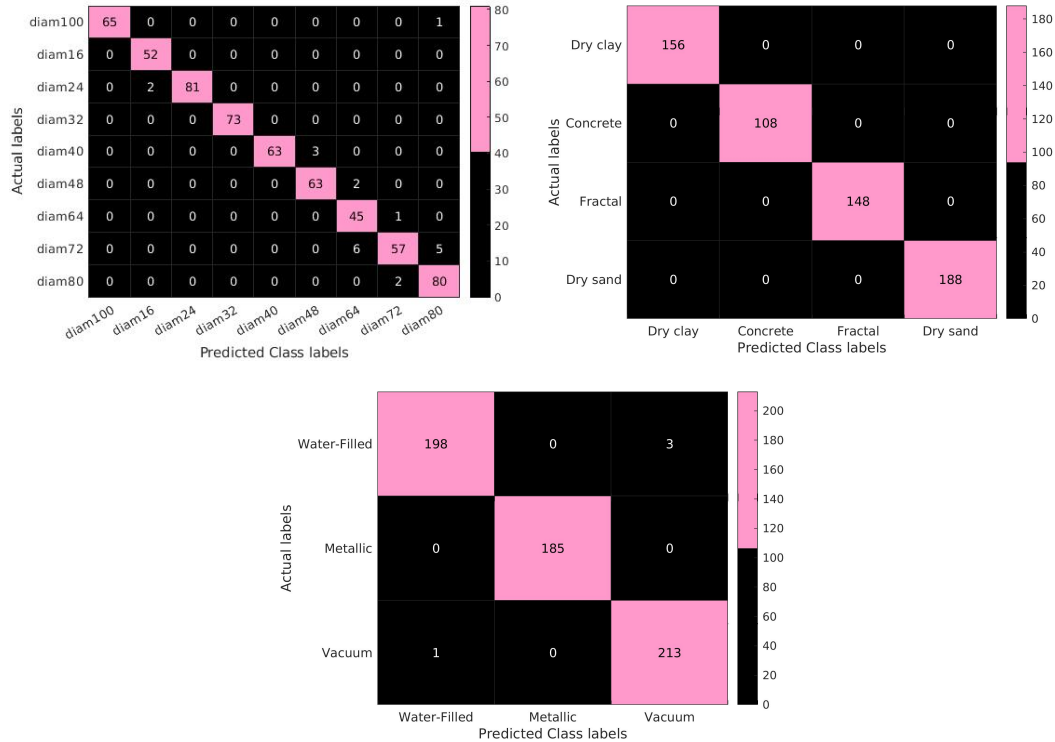 diam100 65 0 0 0 0 0 0 0 1
diam16 0 52 0 0 0 0 0 0 0
diam24 0 2 81 0 0 0 0 0 0
diam32 0 0 0 73 0 0 0 0 0
diam40 0 0 0 0 63 3 0 0 0
diam48 0 0 0 0 0 63 2 0 0
diam64 0 0 0 0 0 0 45 1 0
diam72 0 0 0 0 0 0 6 57 5
diam80 0 0 0 0 0 0 0 2 80
diam100 diam16 diam24 diam32 diam40 diam48 diam64 diam72 diam80
Predicted Class labels
Actual labels
80
70
60
50
40
30
20
10
0
Dry clay 156 0 0 0
Concrete 0 108 0 0
Fractal 0 0 148 0
Dry sand 0 0 0 188
Dry clay Concrete Fractal Dry sand
Predicted Class labels
Actual labels
180
160
140
120
100
80
60
40
20
0
Water-Filled 198 0 3
Metallic 0 185 0
Vacuum 1 0 213
Water-Filled Metallic Vacuum
Predicted Class labels
Actual labels
200
180
160
140
120
100
80
60
40
20
0